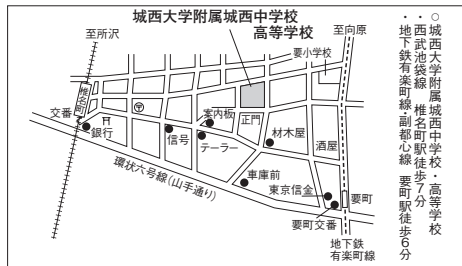 ○城西大学附属城西中学校・高等学校
・西武池袋線 椎名町駅徒歩7分
・地下鉄有楽町線・副都心線 要町駅徒歩6分
城西大学附属城西中学校
高等学校
至所沢
至向原
要小学校
椎名町
交番
銀行
信号
案内板
テーラー
正門
材木屋
酒屋
車庫前
環状六号線(山手通り)
東京信金
要町
要町交番
地下鉄
有楽町線